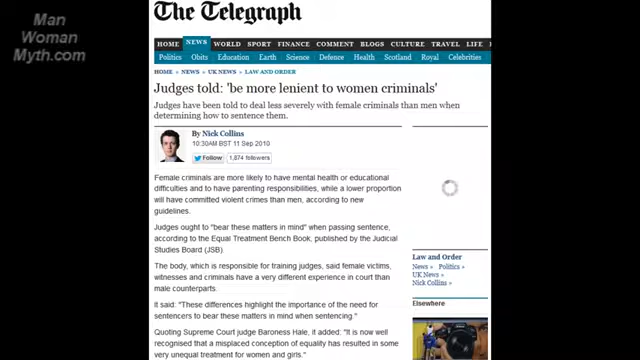 Man
Woman
Myth.com
The Telegraph
HOME NEWS WORLD SPORT FINANCE COMMENT BLOGS CULTURE TRAVEL LIFE
Politics Obits Education Earth Science Defence Health Scotland Royal Celebrities
HOME » NEWS » UK NEWS » LAW AND ORDER
Judges told: 'be more lenient to women criminals'
Judges have been told to deal less severely with female criminals than men when
determining how to sentence them.
By Nick Collins
10:30AM BST 11 Sep 2010
Follow 1,874 followers
Female criminals are more likely to have mental health or educational
difficulties and to have parenting responsibilities, while a lower proportion
will have committed violent crimes than men, according to new
guidelines.
Judges ought to "bear these matters in mind" when passing sentence,
according to the Equal Treatment Bench Book, published by the Judicial
Studies Board (JSB).
The body, which is responsible for training judges, said female victims,
witnesses and criminals have a very different experience in court than
male counterparts.
It said: "These differences highlight the importance of the need for
sentencers to bear these matters in mind when sentencing."
Quoting Supreme Court judge Baroness Hale, it added: "It is now well
recognised that a misplaced conception of equality has resulted in some
very unequal treatment for women and girls."
Law and Order
News »
Politics »
UK News »
Nick Collins »
Elsewhere